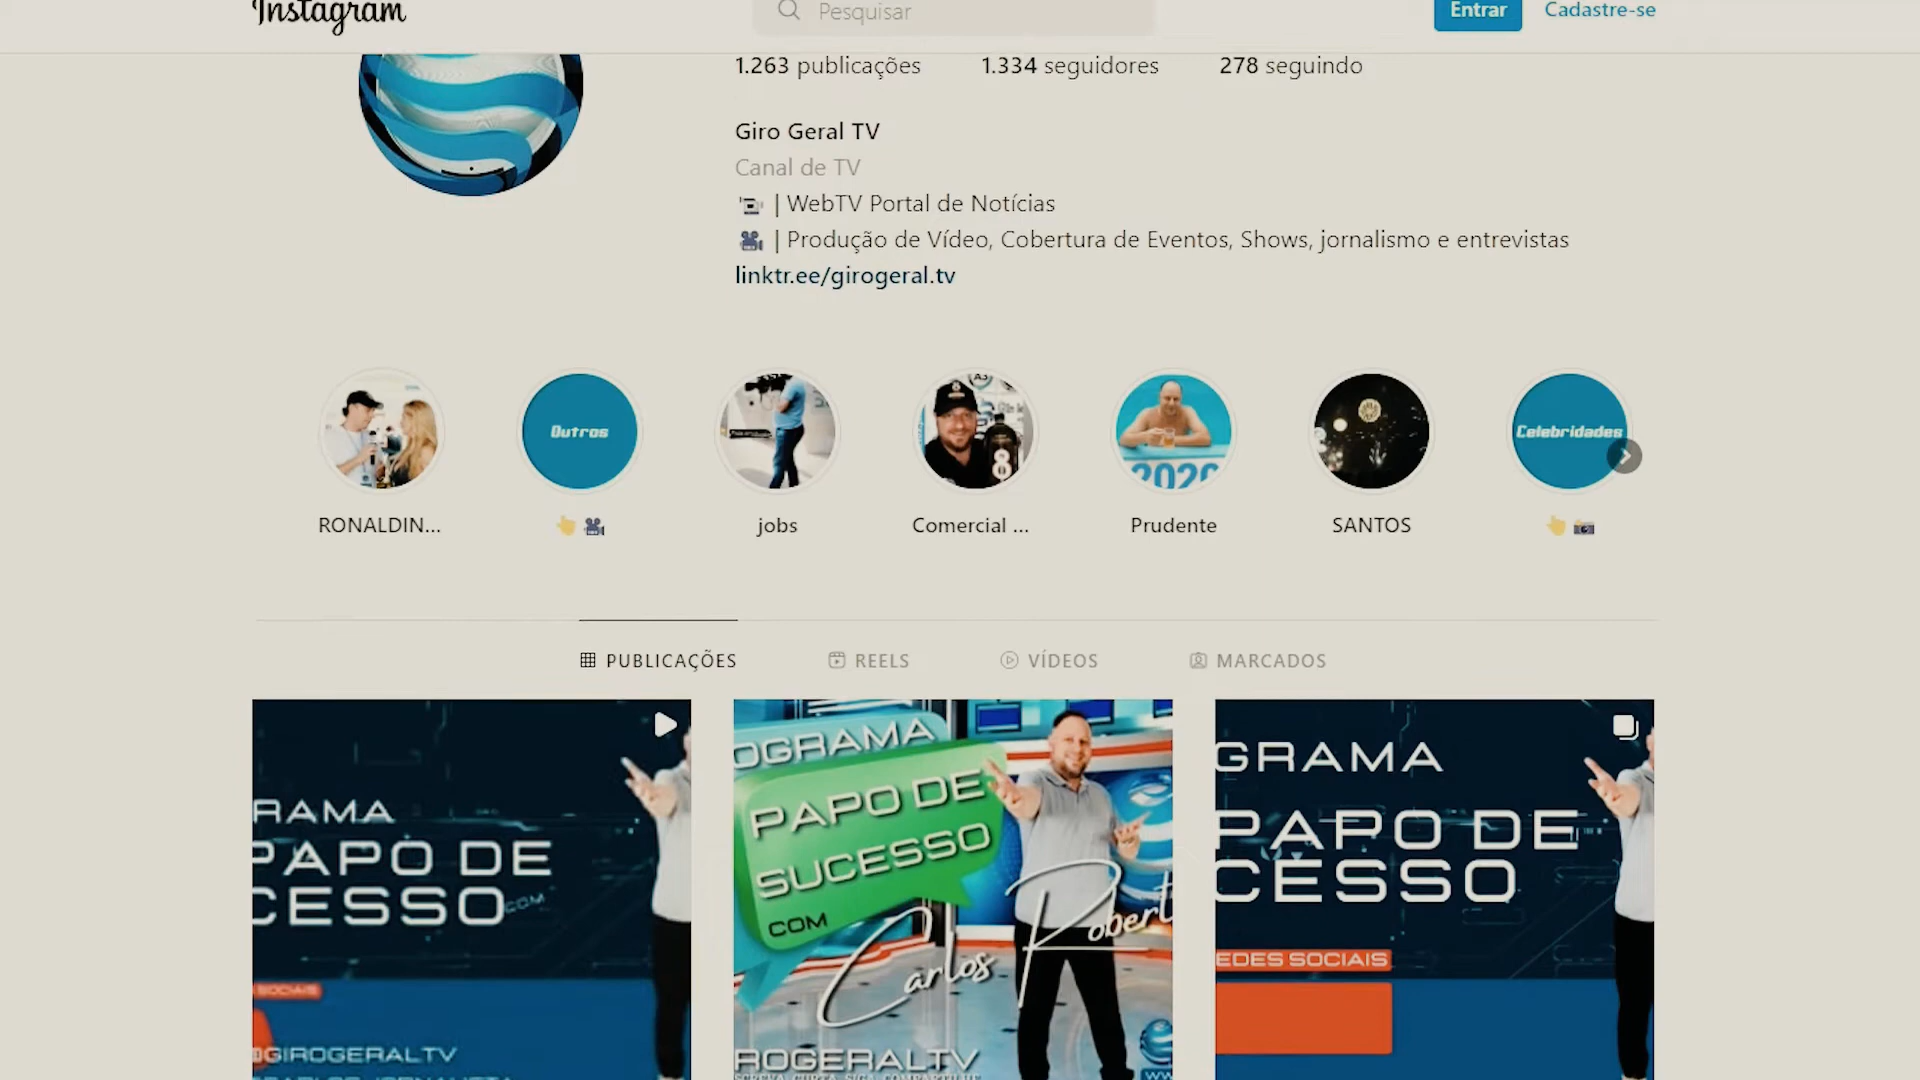 Instagram
Pesquisar
Entrar
Cadastre-se
1.263 publicações
1.334 seguidores
278 seguindo
Giro Geral TV
Canal de TV
| WebTV Portal de Notícias
| Produção de Vídeo, Cobertura de Eventos, Shows, jornalismo e entrevistas
linktr.ee/girogeral.tv
Outros
2020
Celebridades
RONALDIN...
jobs
Comercial ...
Prudente
SANTOS
PUBLICAÇÕES
REELS
VÍDEOS
MARCADOS
RAMA
PAPO DE
CESSO
COM
SOCIAIS
@GIROGERALTV
OGRAMA
PAPO DE
SUCESSO
COM
Carlos Robert
ROGERALTV
GRAMA
PAPO DE
CESSO
EDES SOCIAIS